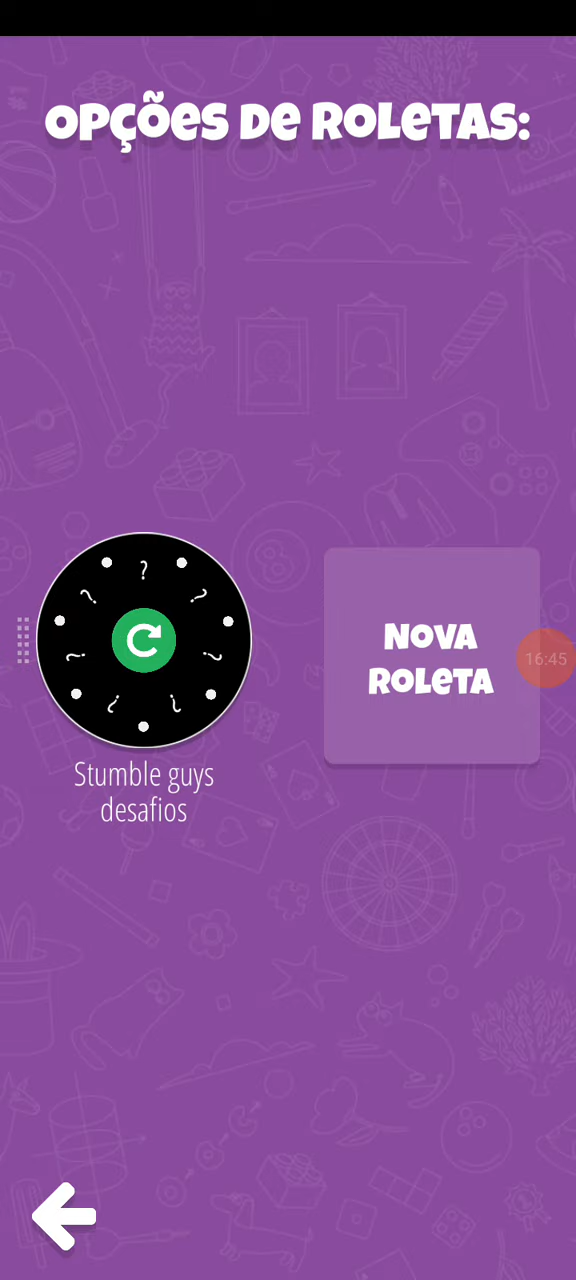 OPÇÕES DE ROLETAS:
?
?
?
?
?
?
?
NOVA
ROLETA
16:45
Stumble guys
desafios